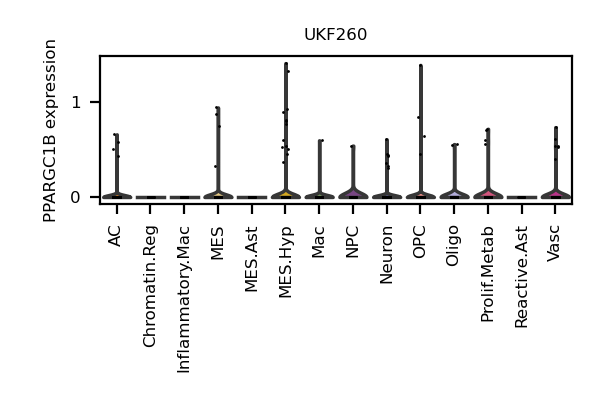 UKF260
PPARGC1B expression
1
0
AC
Chromatin.Reg
Inflammatory.Mac
MES
MES.Ast
MES.Hyp
Mac
NPC
Neuron
OPC
Oligo
Prolif.Metab
Reactive.Ast
Vasc